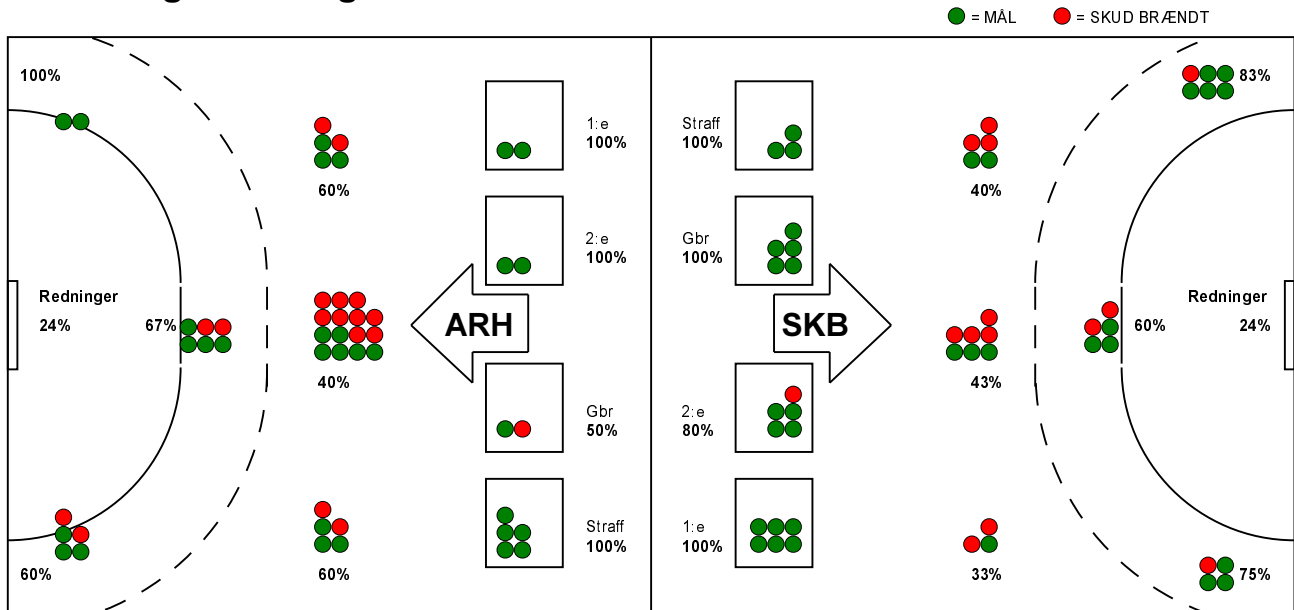 = MÅL = SKUD BRÆNDT
100%
83%
1:e
100%
Straff
100%
60%
40%
2:e
100%
Gbr
100%
Redninger
24%
67%
ARH
SKB
60%
Redninger
24%
40%
43%
Gbr
50%
2:e
80%
Straff
100%
1:e
100%
60%
60%
33%
75%